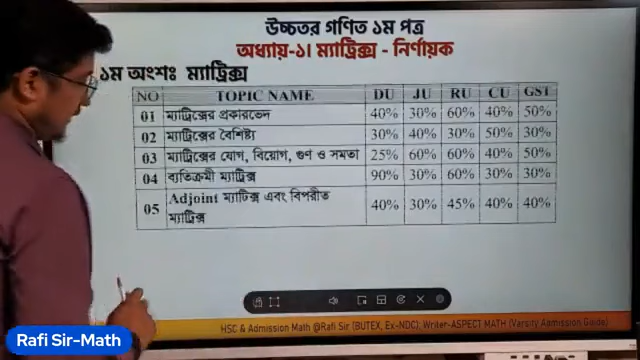 উচ্চতর গণিত ১ম পত্র
অধ্যায়-১। ম্যাট্রিক্স - নির্ণায়ক
১ম অংশঃ ম্যাট্রিক্স
NO TOPIC NAME DU JU RU CU GST
01 ম্যাট্রিক্সের প্রকারভেদ 40% 30% 60% 40% 50%
02 ম্যাট্রিক্সের বৈশিষ্ট্য 30% 40% 30% 50% 30%
03 ম্যাট্রিক্সের যোগ, বিয়োগ, গুণ ও সমতা 25% 60% 60% 40% 50%
04 ব্যতিক্রমী ম্যাট্রিক্স 90% 30% 60% 30% 30%
05 Adjoint ম্যাট্রিক্স এবং বিপরীত ম্যাট্রিক্স 40% 30% 45% 40% 40%
HSC & Admission Math @Rafi Sir (BUTEX, Ex-NDC), Writer-ASPECT MATH (Varsity Admission Guide)
Rafi Sir-Math